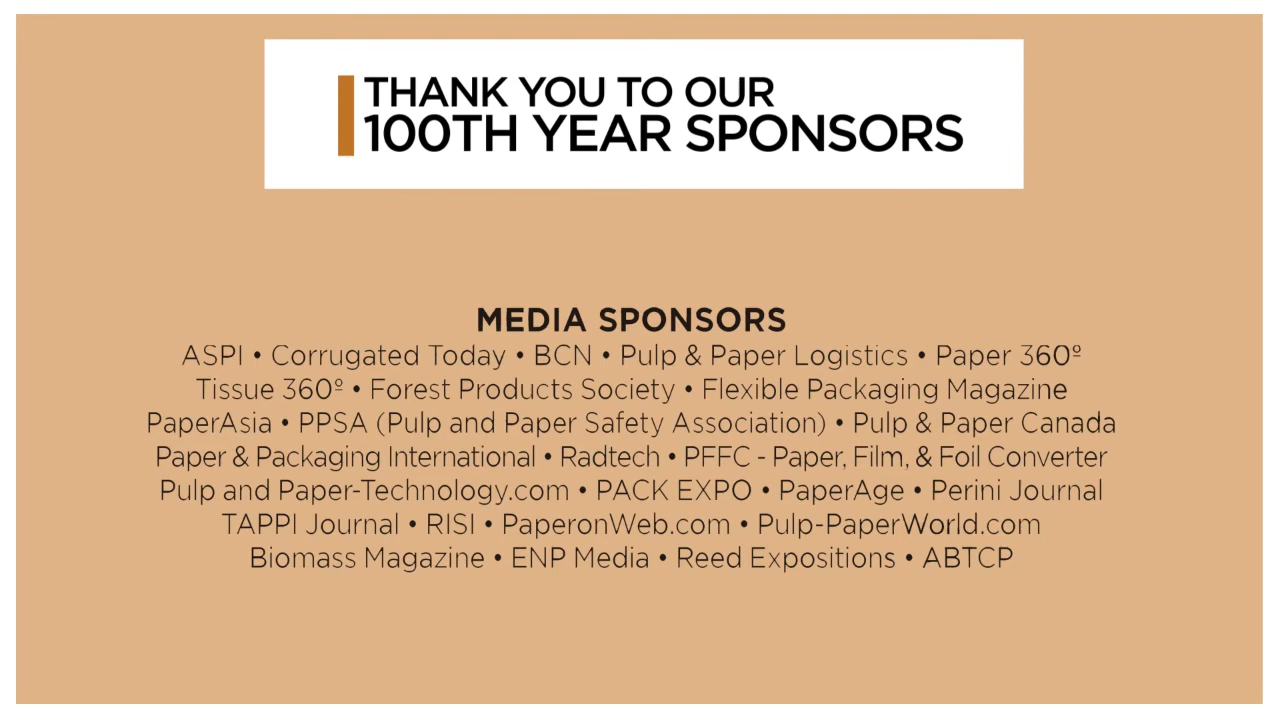 THANK YOU TO OUR
100TH YEAR SPONSORS
MEDIA SPONSORS
ASPI • Corrugated Today • BCN • Pulp & Paper Logistics • Paper 360º
Tissue 360º • Forest Products Society • Flexible Packaging Magazine
PaperAsia • PPSA (Pulp and Paper Safety Association) • Pulp & Paper Canada
Paper & Packaging International • Radtech • PFFC - Paper, Film, & Foil Converter
Pulp and Paper-Technology.com • PACK EXPO • PaperAge • Perini Journal
TAPPI Journal • RISI • PaperonWeb.com • Pulp-PaperWorld.com
Biomass Magazine • ENP Media • Reed Expositions • ABTCP